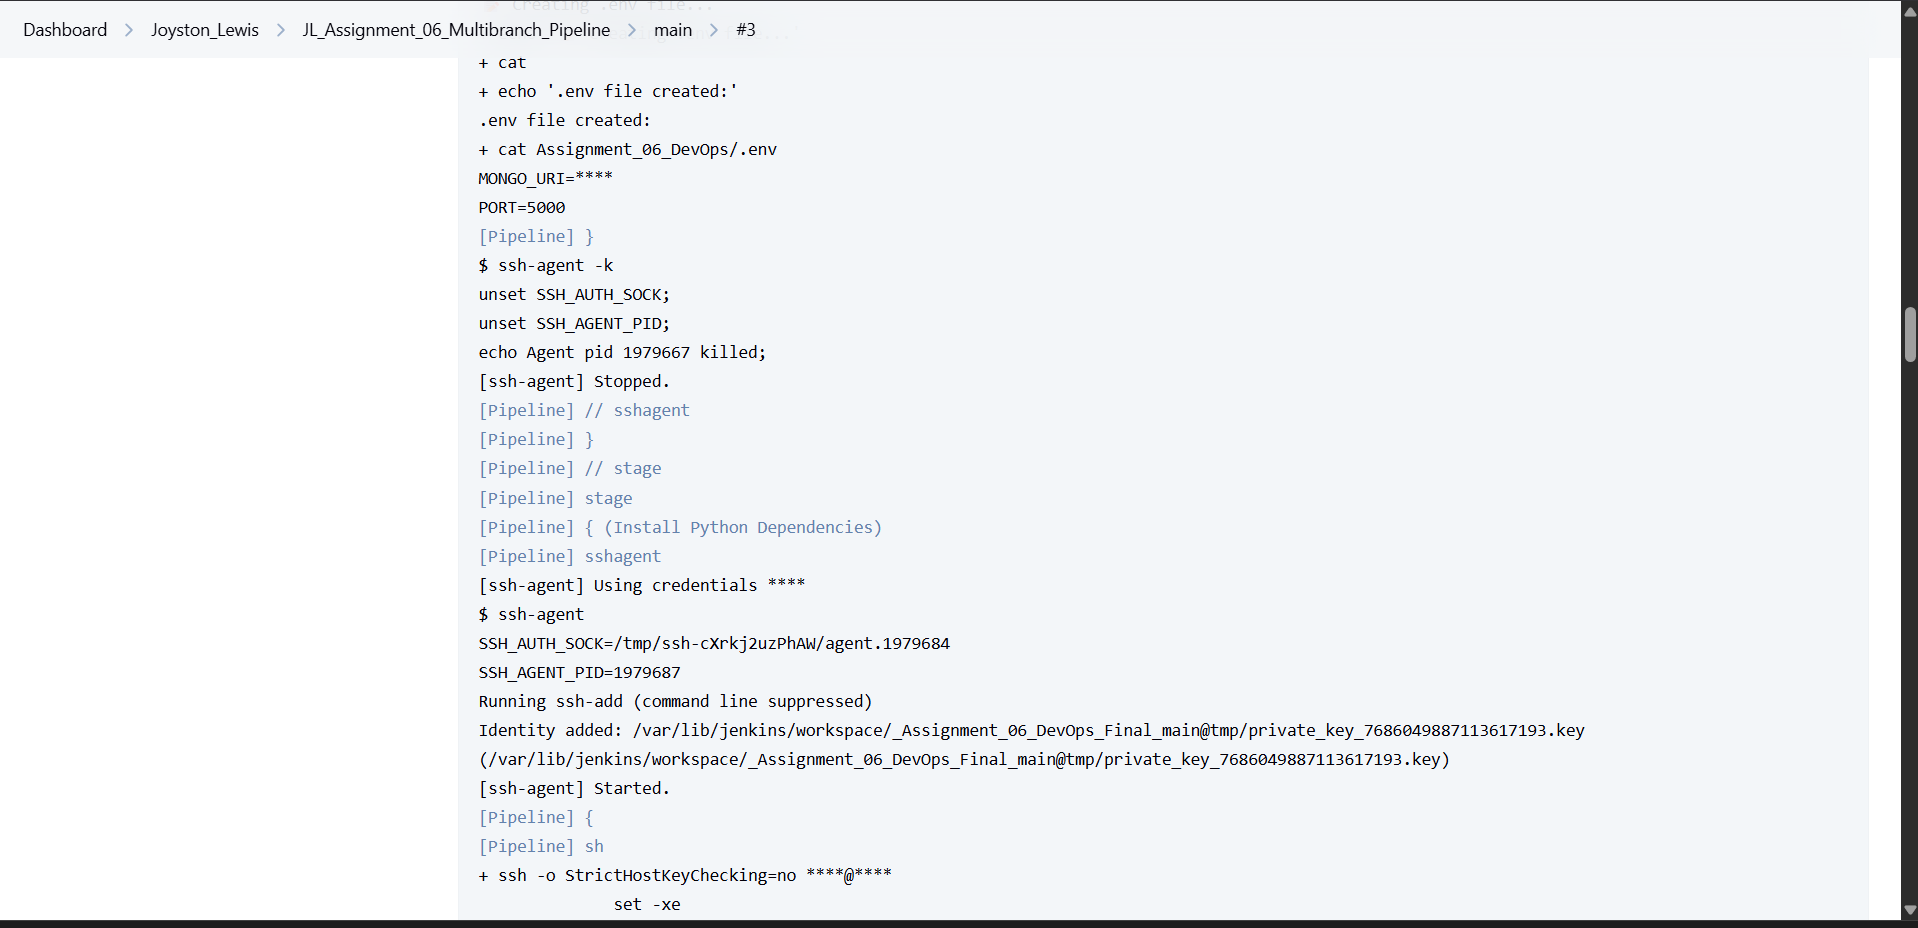 Creating .env file...
Dashboard > Joyston_Lewis > JL_Assignment_06_Multibranch_Pipeline > main > #3
+ cat
+ echo '.env file created:'
.env file created:
+ cat Assignment_06_DevOps/.env
MONGO_URI=****
PORT=5000
[Pipeline] }
$ ssh-agent -k
unset SSH_AUTH_SOCK;
unset SSH_AGENT_PID;
echo Agent pid 1979667 killed;
[ssh-agent] Stopped.
[Pipeline] // sshagent
[Pipeline] }
[Pipeline] // stage
[Pipeline] stage
[Pipeline] { (Install Python Dependencies)
[Pipeline] sshagent
[ssh-agent] Using credentials ****
$ ssh-agent
SSH_AUTH_SOCK=/tmp/ssh-cXrkj2uzPhAW/agent.1979684
SSH_AGENT_PID=1979687
Running ssh-add (command line suppressed)
Identity added: /var/lib/jenkins/workspace/_Assignment_06_DevOps_Final_main@tmp/private_key_7686049887113617193.key
(/var/lib/jenkins/workspace/_Assignment_06_DevOps_Final_main@tmp/private_key_7686049887113617193.key)
[ssh-agent] Started.
[Pipeline] {
[Pipeline] sh
+ ssh -o StrictHostKeyChecking=no ****@****
set -xe